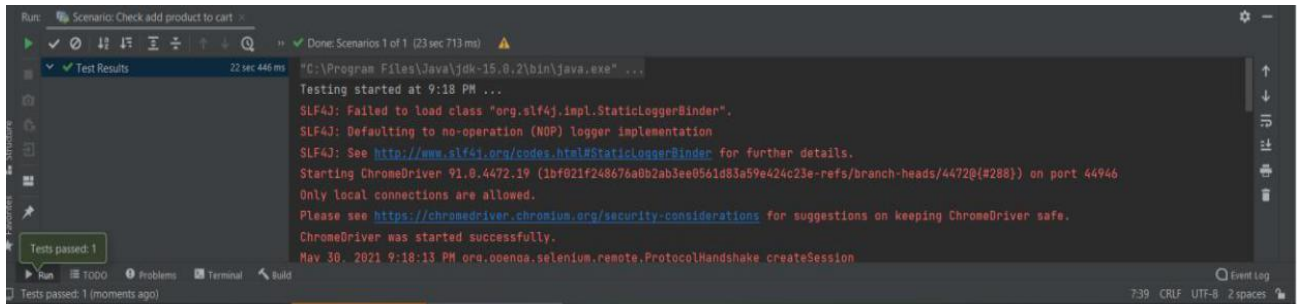 Run: Scenario: Check add product to cart ×
Done: Scenarios 1 of 1 (23 sec 713 ms)
Test Results 22 sec 446 ms
"C:\Program Files\Java\jdk-15.0.2\bin\java.exe" ...
Testing started at 9:18 PM ...
SLF4J: Failed to load class "org.slf4j.impl.StaticLoggerBinder".
SLF4J: Defaulting to no-operation (NOP) logger implementation
SLF4J: See http://www.slf4j.org/codes.html#StaticLoggerBinder for further details.
Starting ChromeDriver 91.0.4472.19 (1bf021f248676a0b2ab3ee0561d83a59e424c23e-refs/branch-heads/4472@{#288}) on port 44946
Only local connections are allowed.
Please see https://chromedriver.chromium.org/security-considerations for suggestions on keeping ChromeDriver safe.
ChromeDriver was started successfully.
May 30, 2021 9:18:13 PM org.openqa.selenium.remote.ProtocolHandshake createSession
Structure
Favorites
Tests passed: 1
Run TODO Problems Terminal Build Event Log
Tests passed: 1 (moments ago) 7:39 CRLF UTF-8 2 spaces